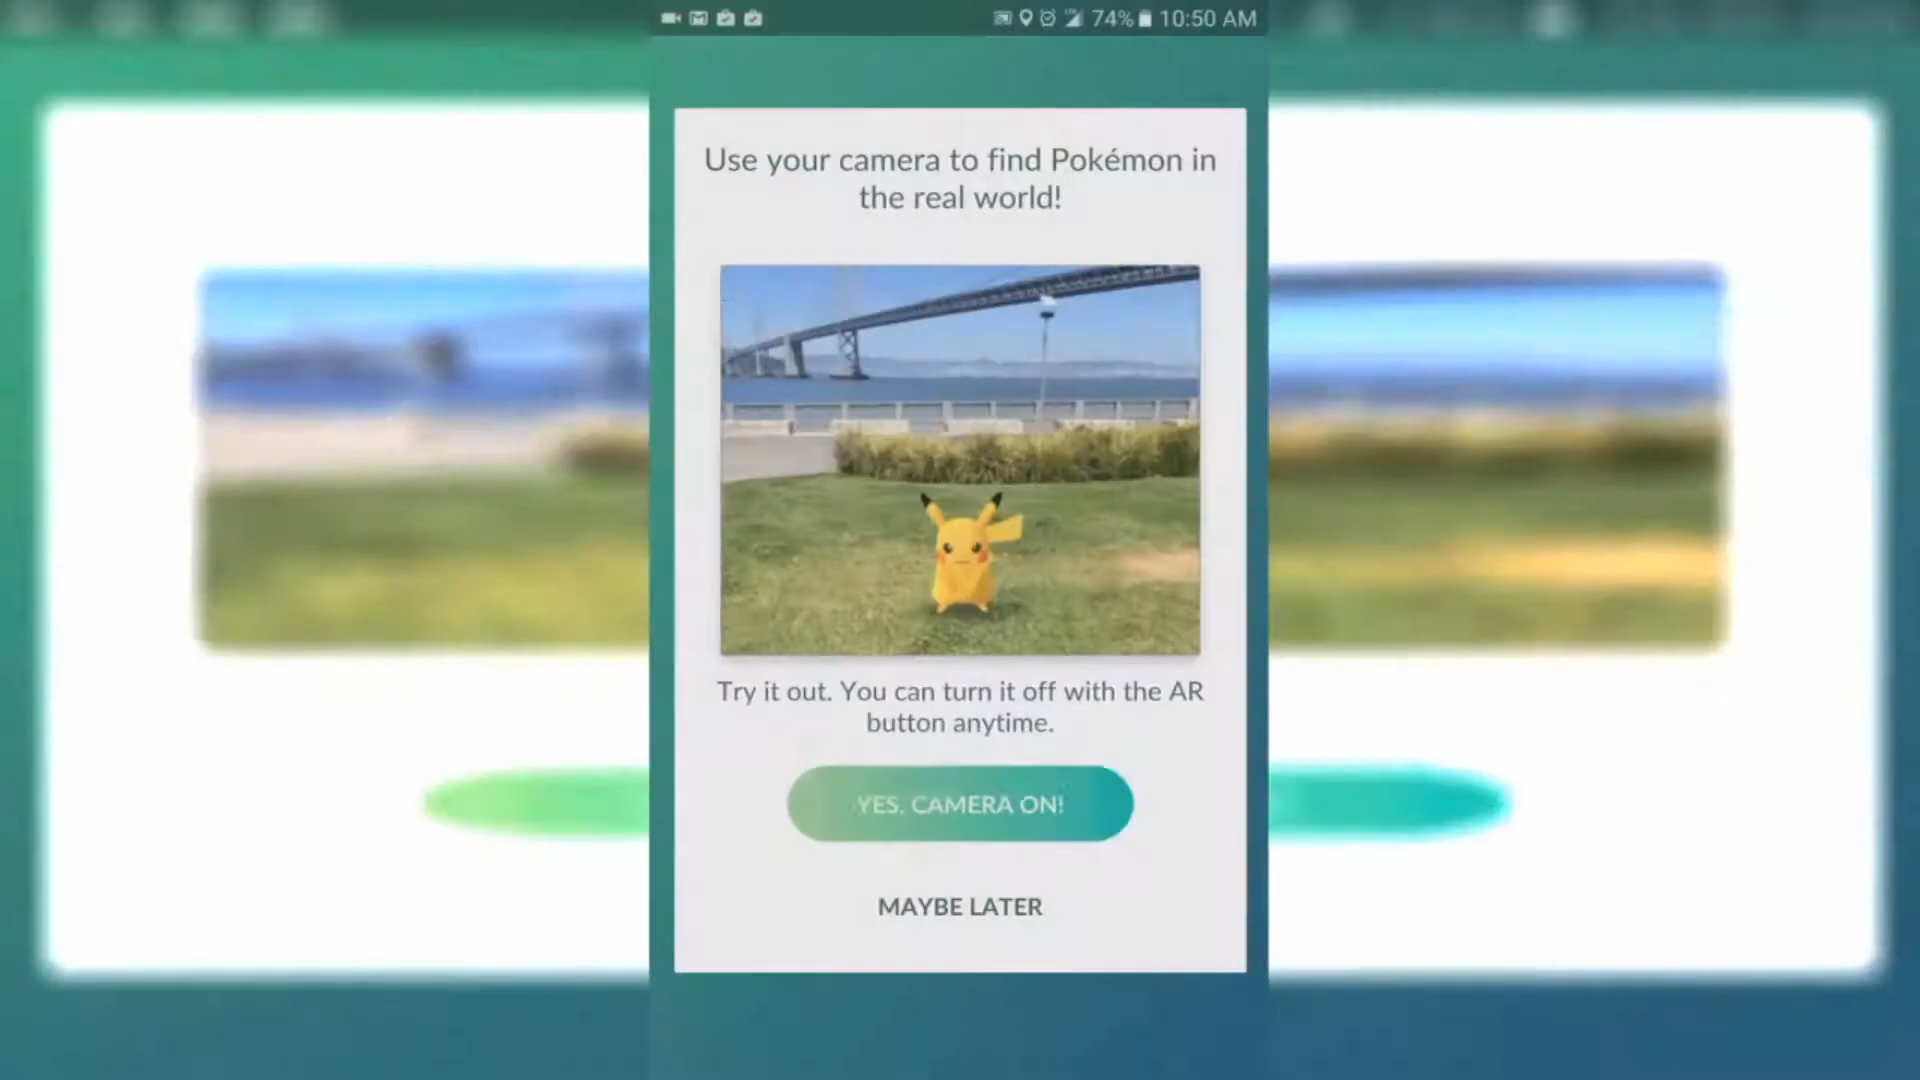 74% 10:50 AM
Use your camera to find Pokémon in
the real world!
Try it out. You can turn it off with the AR
button anytime.
YES, CAMERA ON!
MAYBE LATER